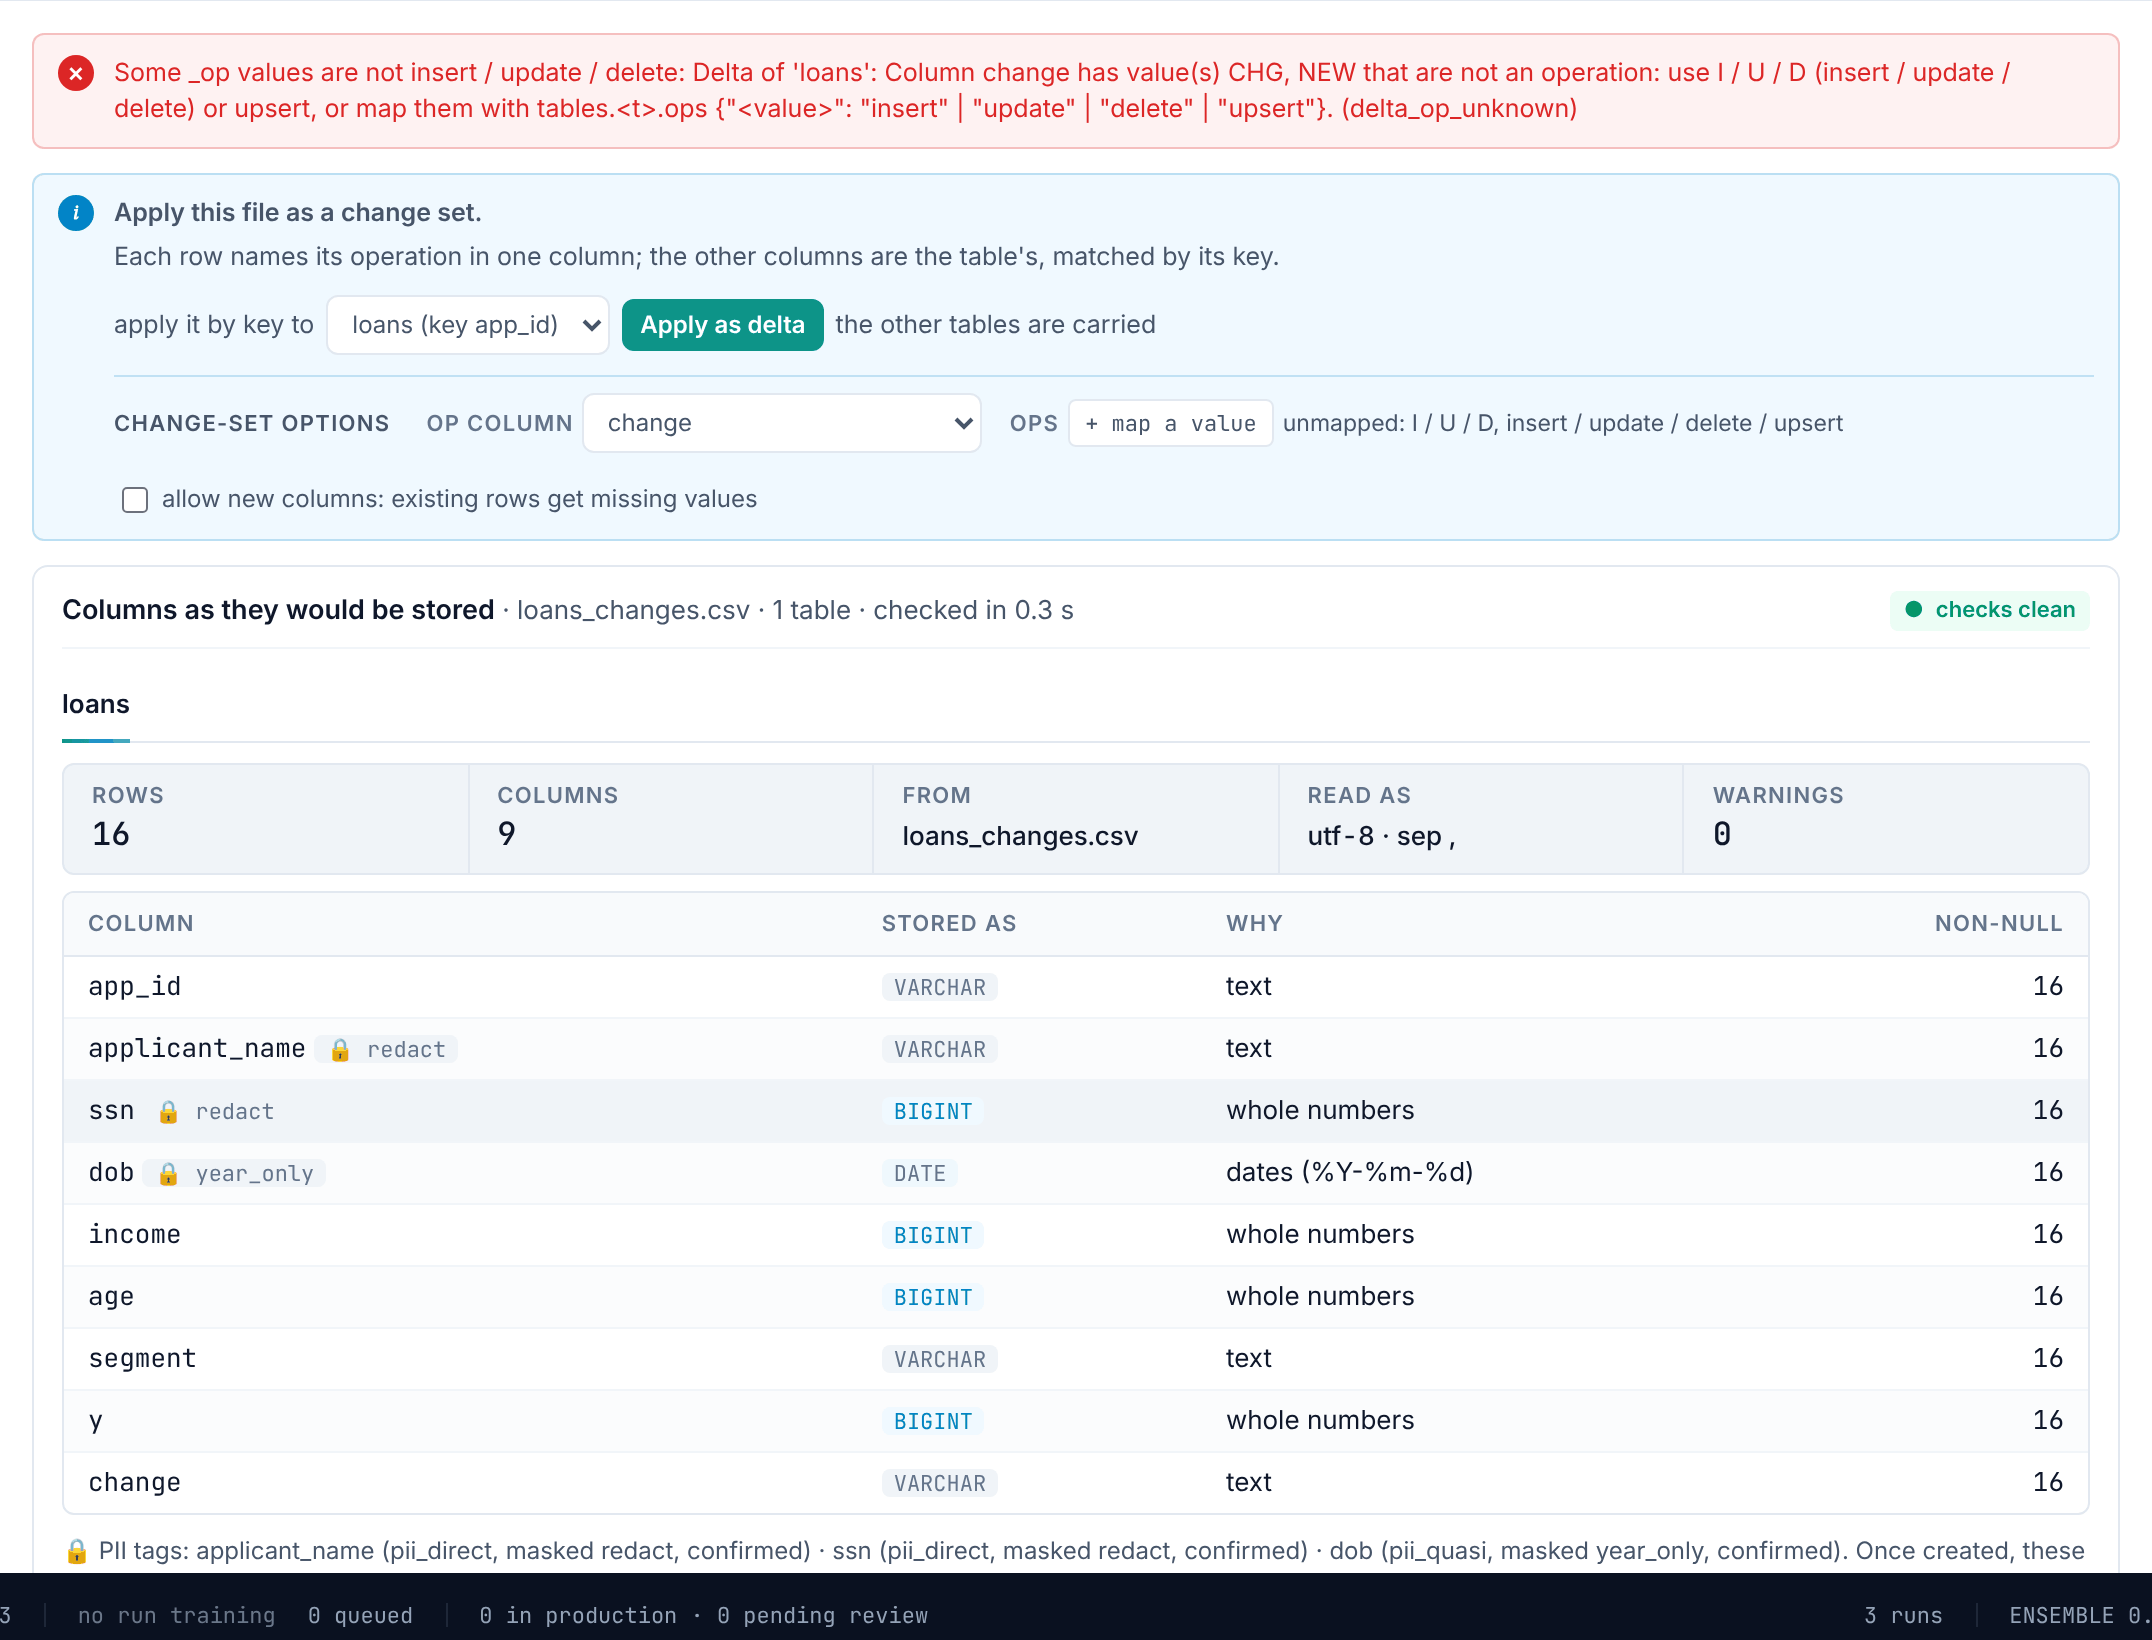 Some _op values are not insert / update / delete: Delta of 'loans': Column change has value(s) CHG, NEW that are not an operation: use I / U / D (insert / update /
delete) or upsert, or map them with tables.<t>.ops {"<value>": "insert" | "update" | "delete" | "upsert"}. (delta_op_unknown)
Apply this file as a change set.
Each row names its operation in one column; the other columns are the table's, matched by its key.
apply it by key to loans (key app_id) Apply as delta the other tables are carried
CHANGE-SET OPTIONS OP COLUMN change OPS + map a value unmapped: I / U / D, insert / update / delete / upsert
allow new columns: existing rows get missing values
Columns as they would be stored · loans_changes.csv · 1 table · checked in 0.3 s checks clean
loans
ROWS COLUMNS FROM READ AS WARNINGS
16 9 loans_changes.csv utf-8 · sep , 0
COLUMN STORED AS WHY NON-NULL
app_id VARCHAR text 16
applicant_name 🔒 redact VARCHAR text 16
ssn 🔒 redact BIGINT whole numbers 16
dob 🔒 year_only DATE dates (%Y-%m-%d) 16
income BIGINT whole numbers 16
age BIGINT whole numbers 16
segment VARCHAR text 16
y BIGINT whole numbers 16
change VARCHAR text 16
🔒 PII tags: applicant_name (pii_direct, masked redact, confirmed) · ssn (pii_direct, masked redact, confirmed) · dob (pii_quasi, masked year_only, confirmed). Once created, these
3 no run training 0 queued 0 in production · 0 pending review 3 runs ENSEMBLE 0.